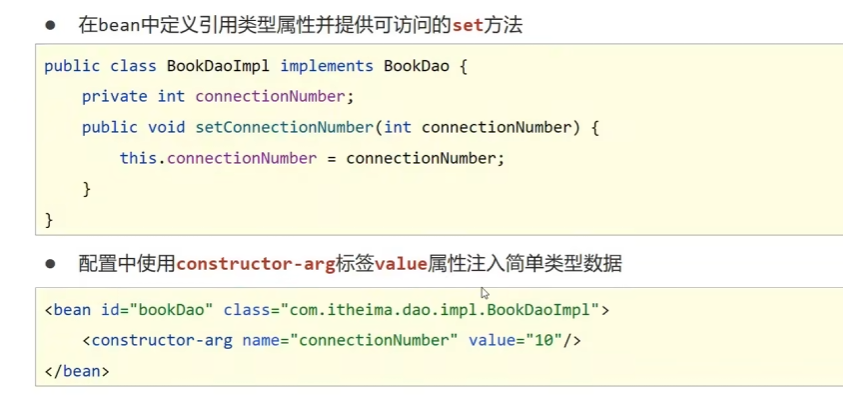 ● 在bean中定义引用类型属性并提供可访问的set方法
public class BookDaoImpl implements BookDao {
    private int connectionNumber;
    public void setConnectionNumber(int connectionNumber) {
        this.connectionNumber = connectionNumber;
    }
}
● 配置中使用constructor-arg标签value属性注入简单类型数据
<bean id="bookDao" class="com.itheima.dao.impl.BookDaoImpl">
    <constructor-arg name="connectionNumber" value="10"/>
</bean>